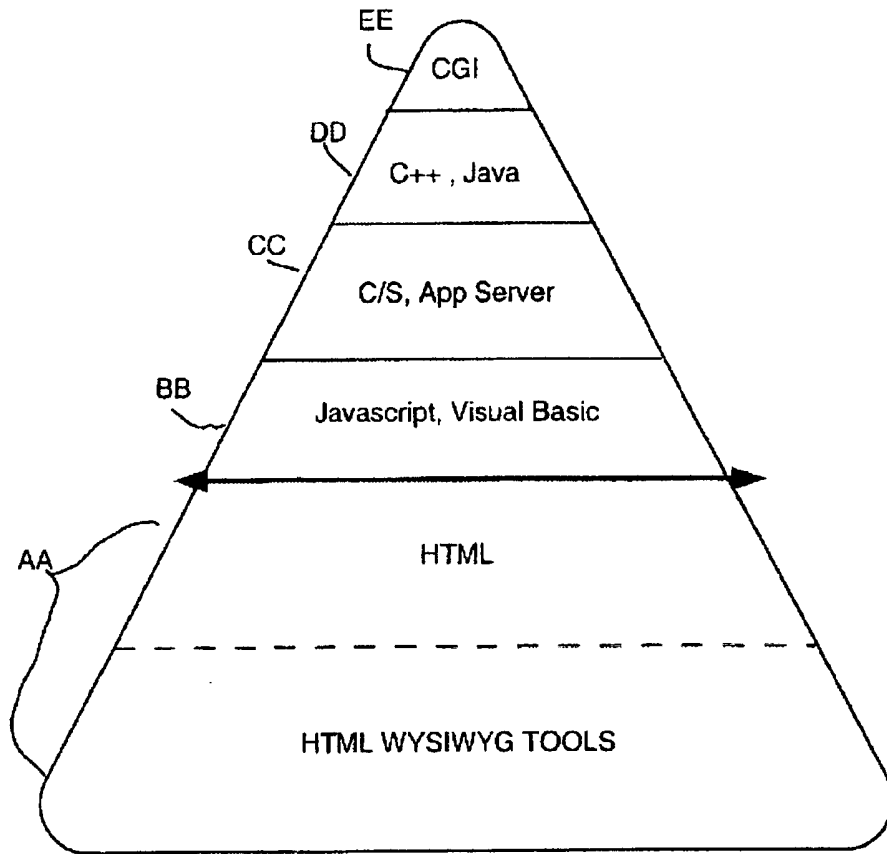 EE
CGI
DD
C++ , Java
CC
C/S, App Server
BB
Javascript, Visual Basic
AA
HTML
HTML WYSIWYG TOOLS